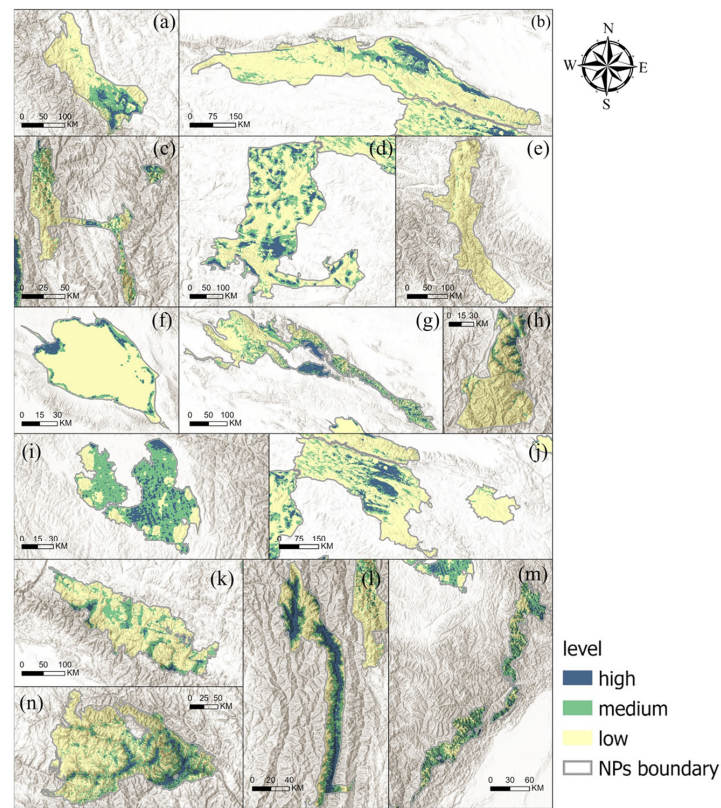 (a)
0 50 100
KM
(b)
0 75 150
KM
N
W E
S
(c)
0 25 50
KM
(d)
0 50 100
KM
(e)
0 50 100
KM
(f)
0 15 30
KM
(g)
0 50 100
KM
(h)
0 15 30
KM
(i)
0 15 30
KM
(j)
0 75 150
KM
(k)
0 50 100
KM
(l)
0 20 40
KM
(m)
0 30 60
KM
(n)
0 25 50
KM
level
high
medium
low
NPs boundary